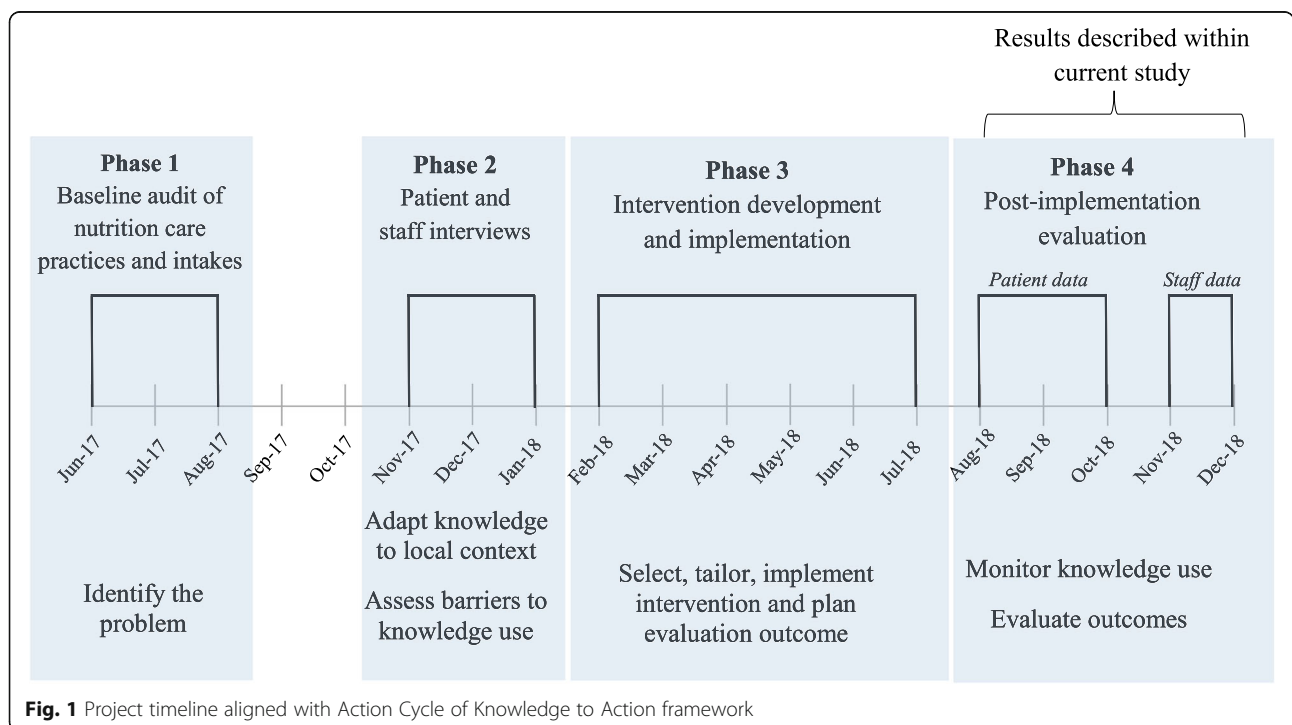 Results described within
current study
Phase 1
Baseline audit of
nutrition care
practices and intakes
Phase 2
Patient and
staff interviews
Phase 3
Intervention development
and implementation
Phase 4
Post-implementation
evaluation
Patient data
Staff data
Jun-17
Jul-17
Aug-17
Sep-17
Oct-17
Nov-17
Dec-17
Jan-18
Feb-18
Mar-18
Apr-18
May-18
Jun-18
Jul-18
Aug-18
Sep-18
Oct-18
Nov-18
Dec-18
Identify the
problem
Adapt knowledge
to local context
Assess barriers to
knowledge use
Select, tailor, implement
intervention and plan
evaluation outcome
Monitor knowledge use
Evaluate outcomes
Fig. 1 Project timeline aligned with Action Cycle of Knowledge to Action framework